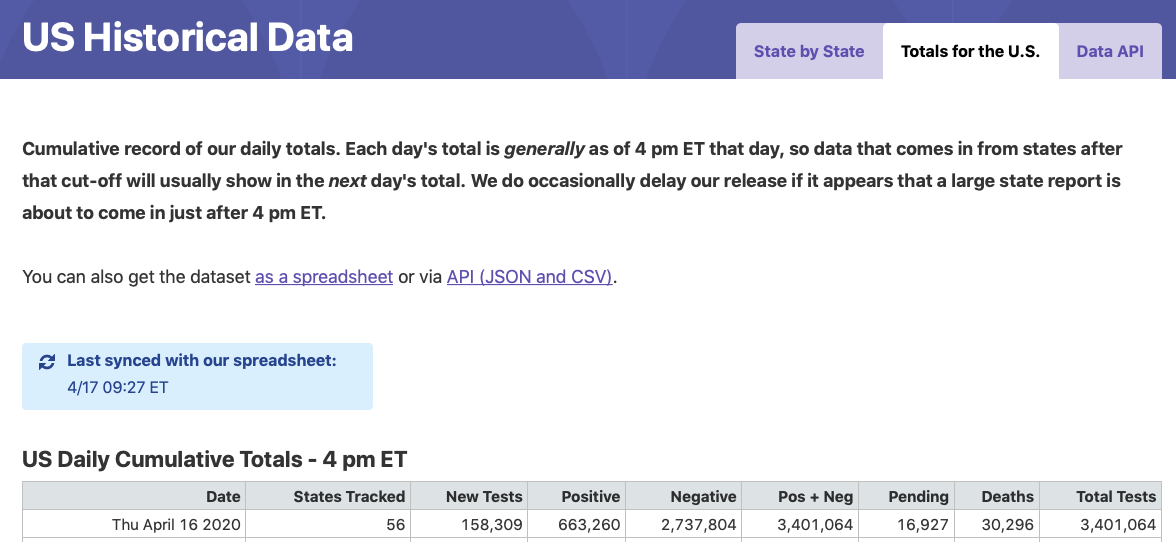 US Historical Data
State by State
Totals for the U.S.
Data API
Cumulative record of our daily totals. Each day's total is generally as of 4 pm ET that day, so data that comes in from states after
that cut-off will usually show in the next day's total. We do occasionally delay our release if it appears that a large state report is
about to come in just after 4 pm ET.
You can also get the dataset as a spreadsheet or via API (JSON and CSV).
Last synced with our spreadsheet:
4/17 09:27 ET
US Daily Cumulative Totals - 4 pm ET
Date States Tracked New Tests Positive Negative Pos + Neg Pending Deaths Total Tests
Thu April 16 2020 56 158,309 663,260 2,737,804 3,401,064 16,927 30,296 3,401,064